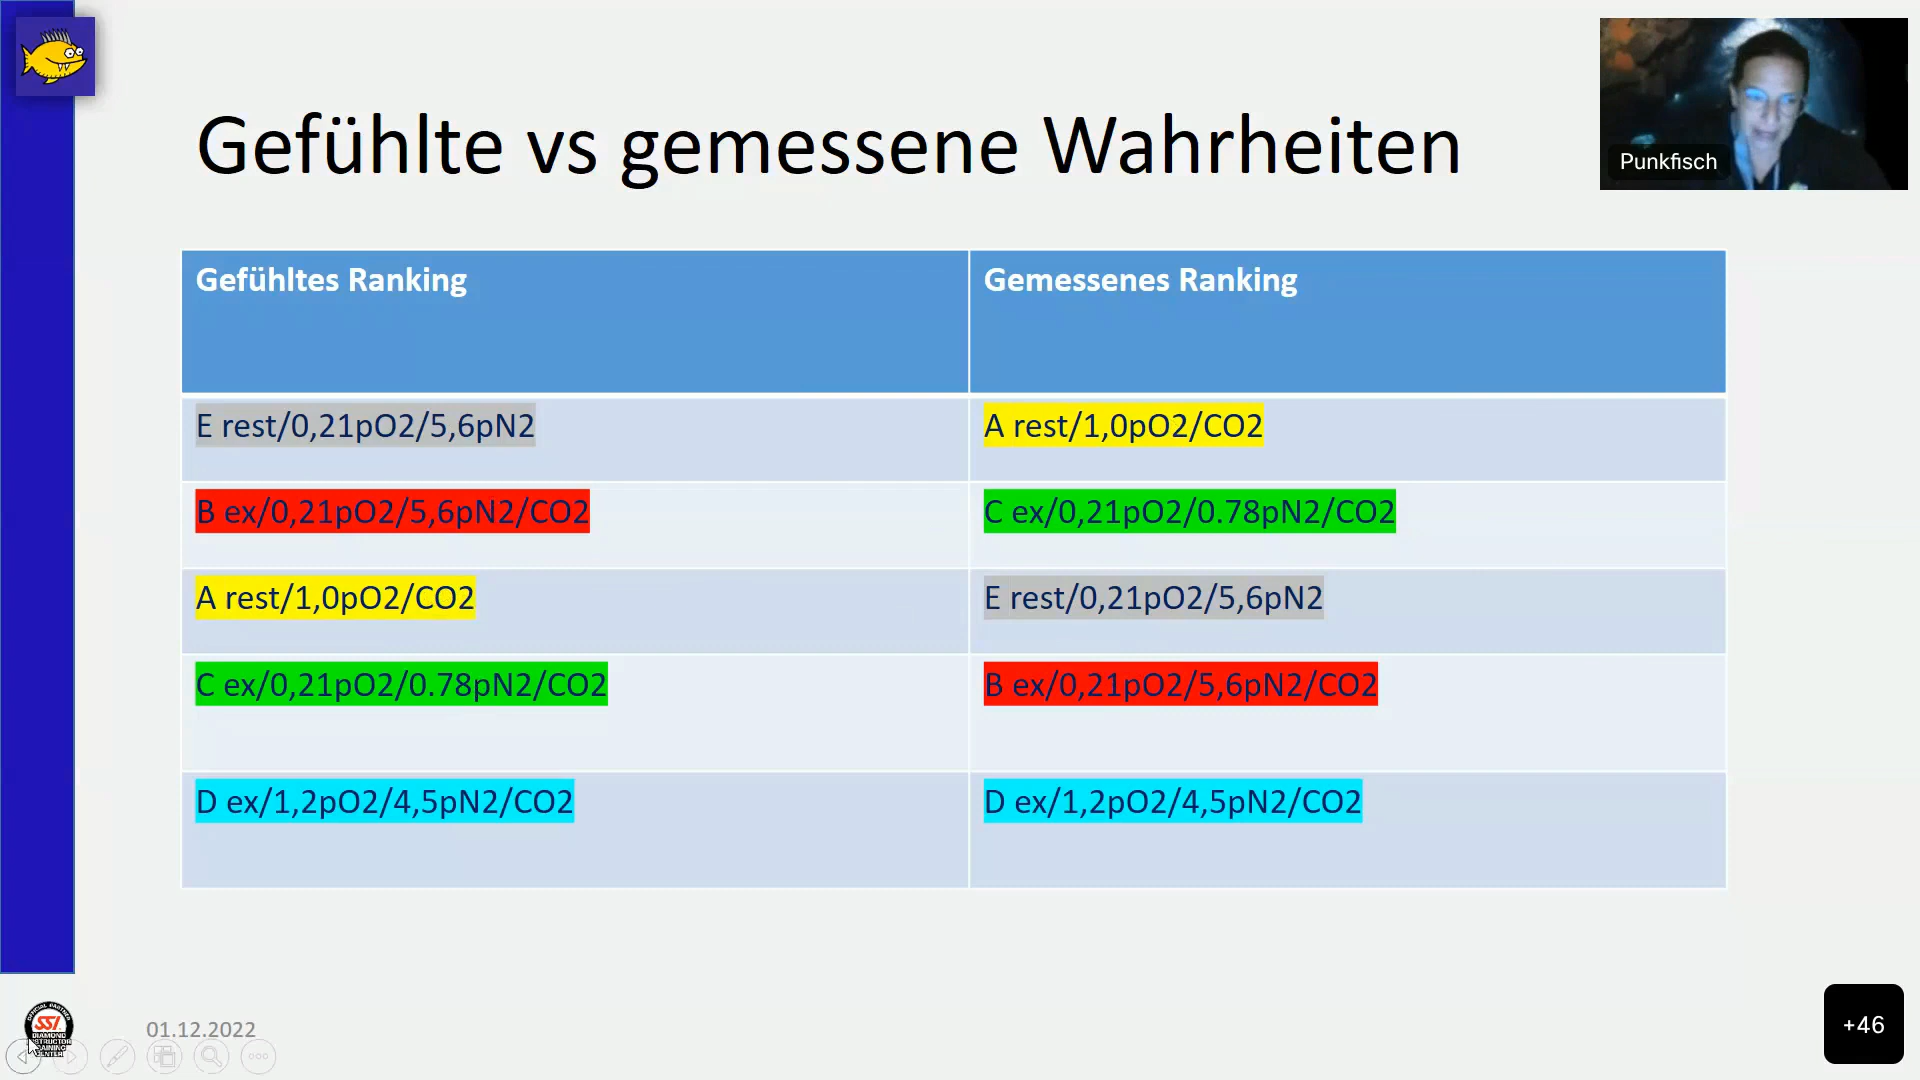 Punkfisch
Gefühlte vs gemessene Wahrheiten
Gefühltes Ranking
Gemessenes Ranking
E rest/0,21pO2/5,6pN2
A rest/1,0pO2/CO2
B ex/0,21pO2/5,6pN2/CO2
C ex/0,21pO2/0.78pN2/CO2
A rest/1,0pO2/CO2
E rest/0,21pO2/5,6pN2
C ex/0,21pO2/0.78pN2/CO2
B ex/0,21pO2/5,6pN2/CO2
D ex/1,2pO2/4,5pN2/CO2
D ex/1,2pO2/4,5pN2/CO2
SSI
DIAMOND
01.12.2022
+46